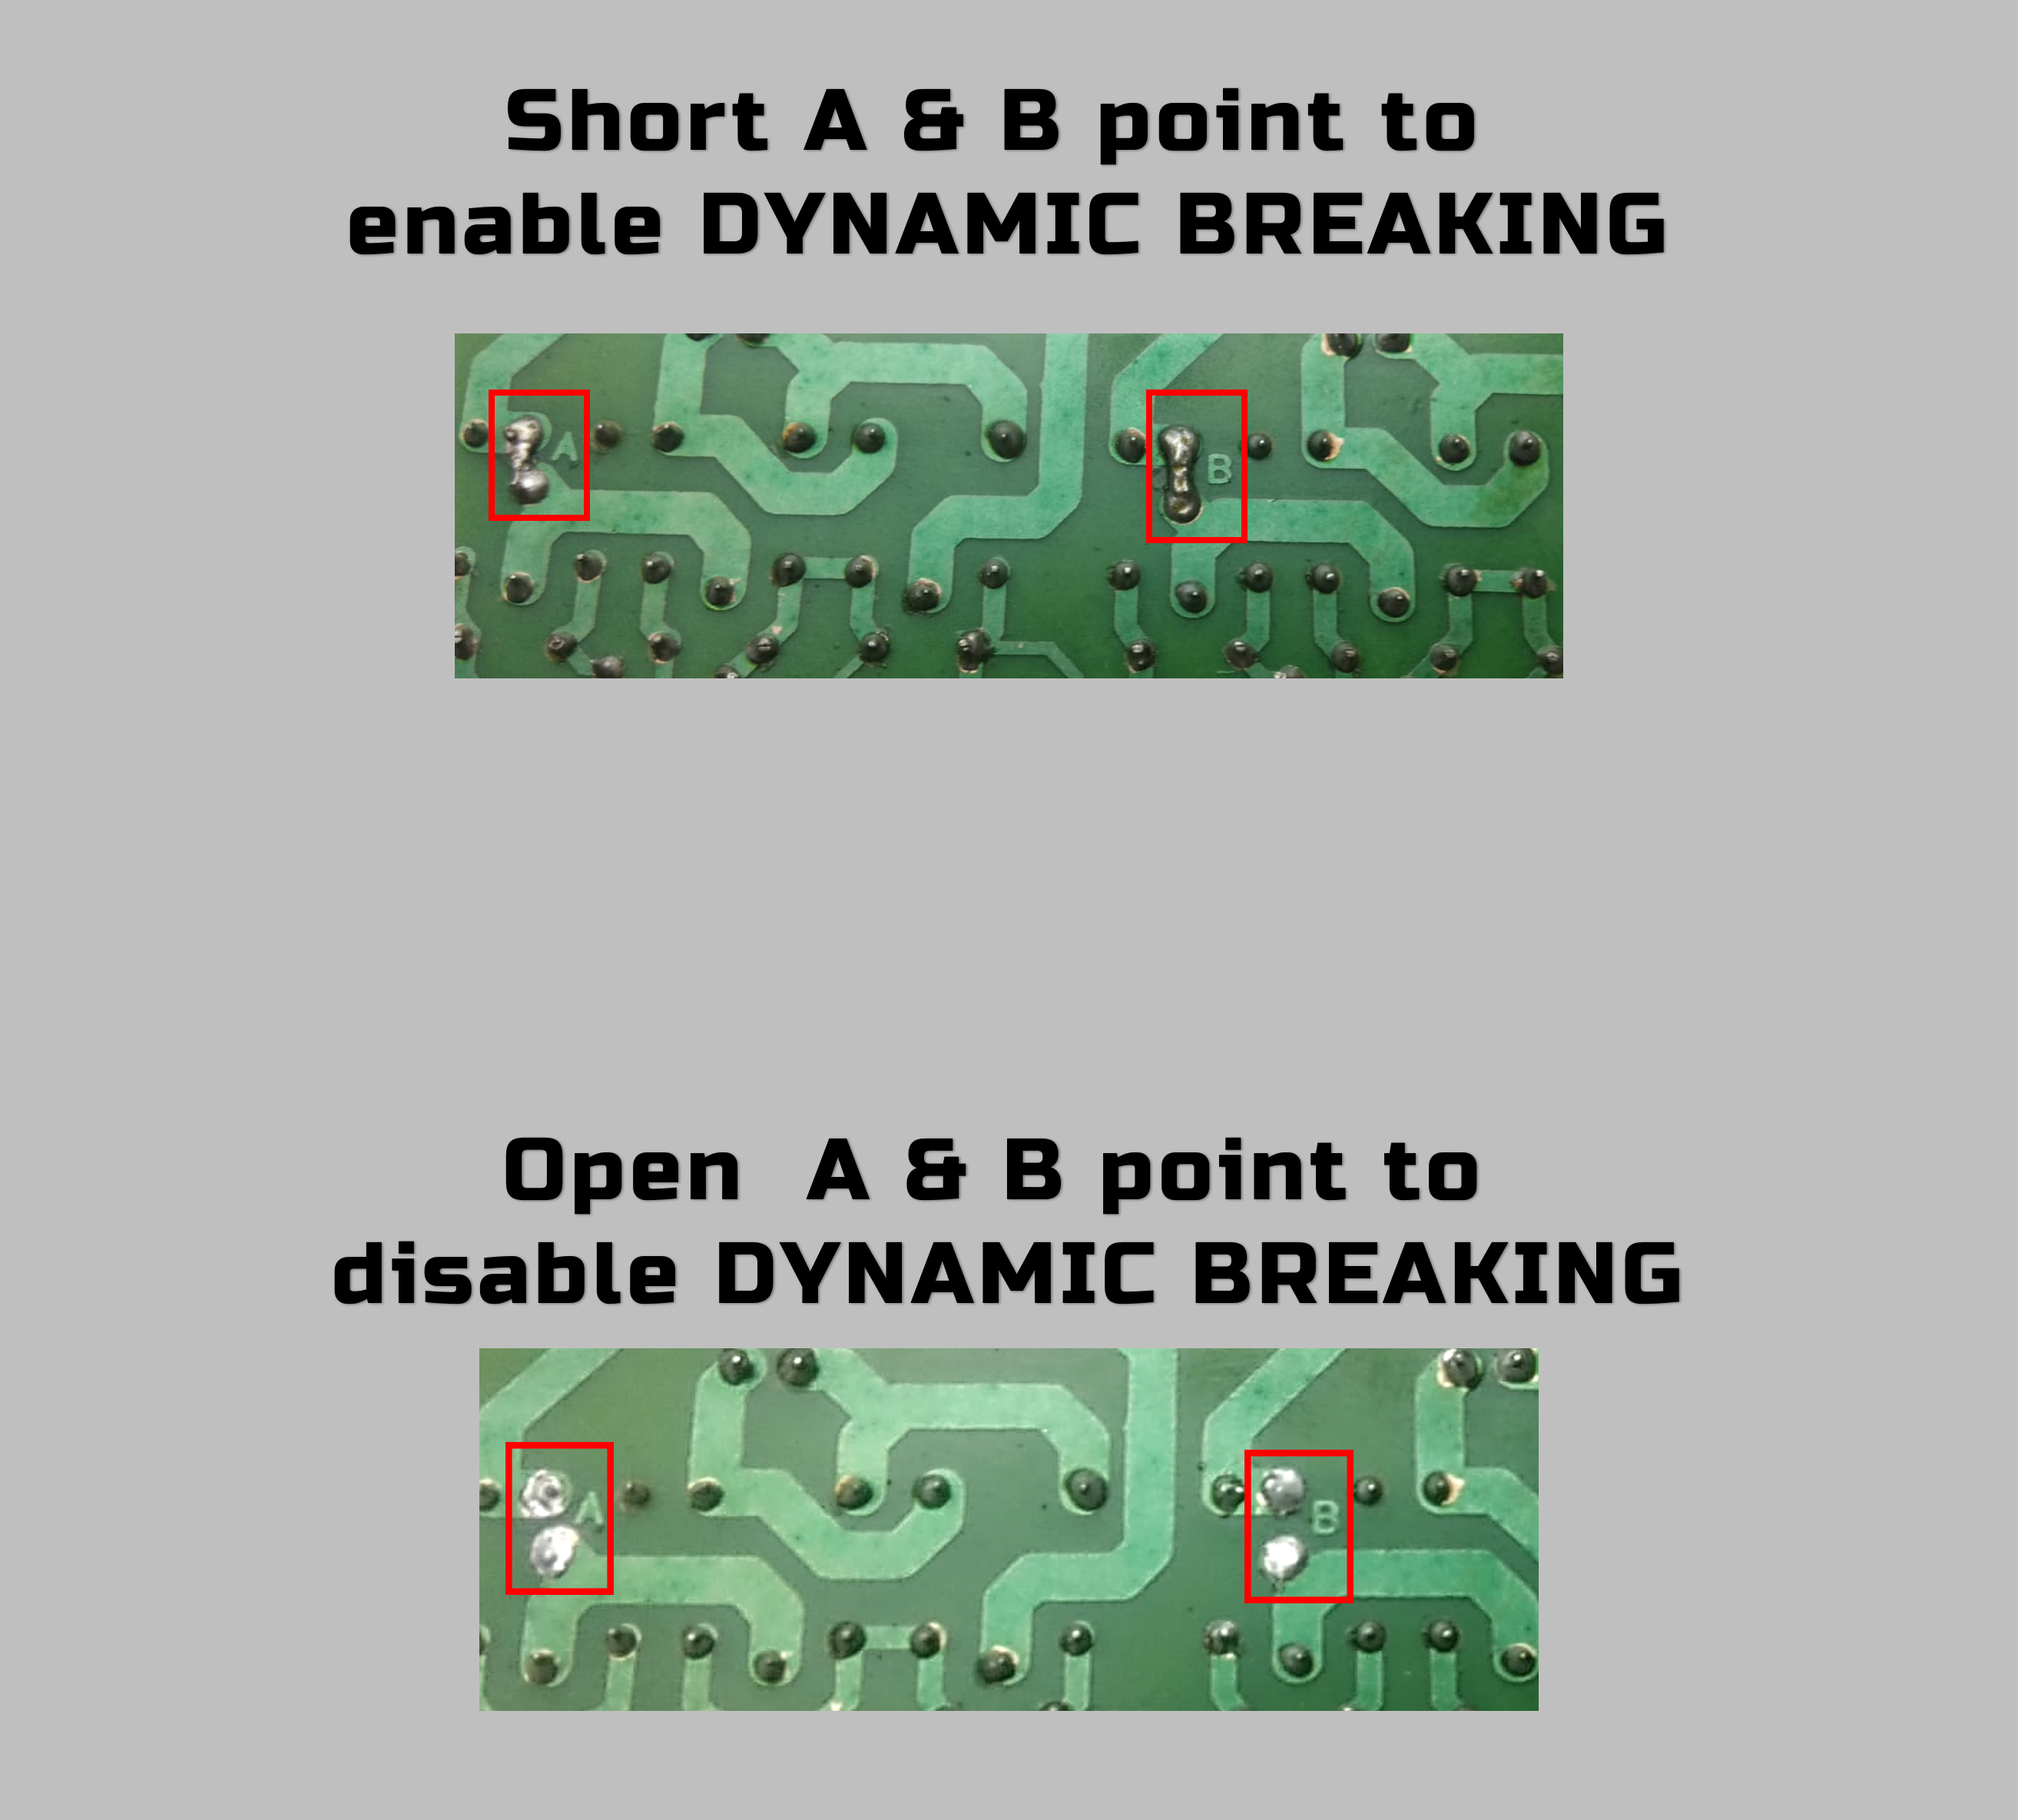 Short A & B point to
enable DYNAMIC BREAKING
A
B
Open  A & B point to
disable DYNAMIC BREAKING
A
B